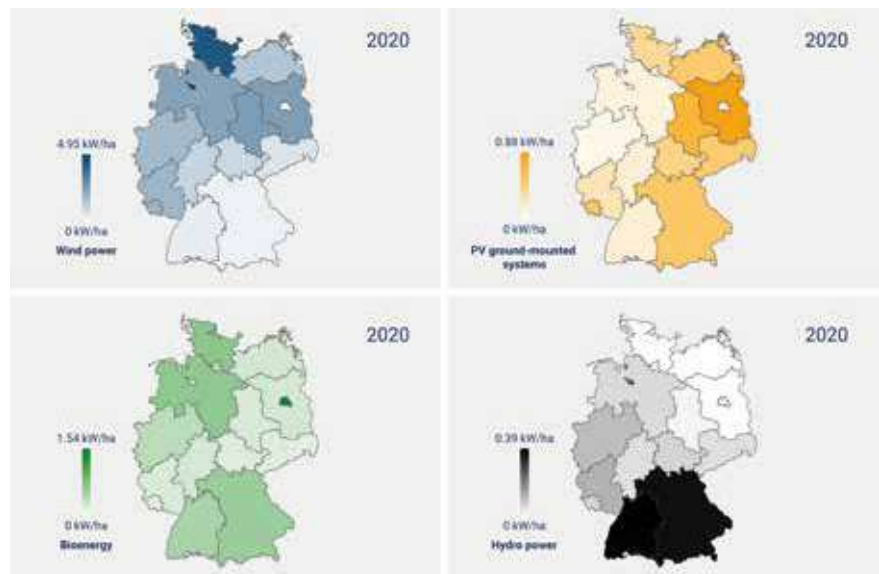 2020
4.95 kW/ha
0 kW/ha
Wind power
2020
0.88 kW/ha
0 kW/ha
PV ground-mounted
systems
2020
1.54 kW/ha
0 kW/ha
Bioenergy
2020
0.39 kW/ha
0 kW/ha
Hydro power